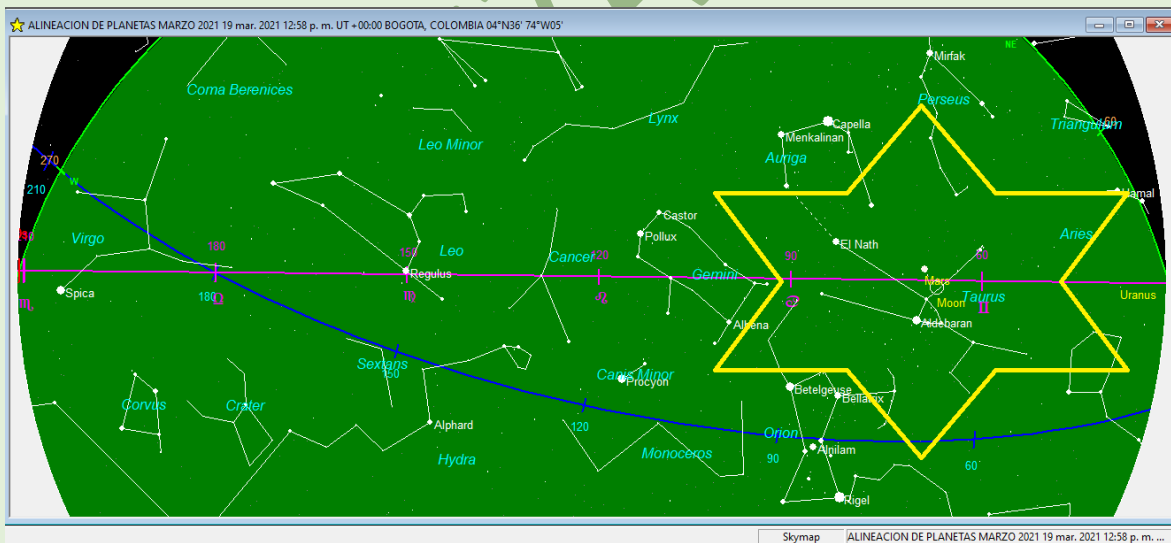 ALINEACION DE PLANETAS MARZO 2021 19 mar. 2021 12:58 p. m. UT +00:00 BOGOTA, COLOMBIA 04°N36' 74°W05'
NE
Mirfak
Coma Berenices
Perseus
Lynx
Capella
Triangulum
Menkalinan
Leo Minor
Auriga
270
W
210
Hamal
Castor
Pollux
Virgo
El Nath
Aries
180
150
Leo
Cancer
120
Gemini
90
60
Regulus
Mars
Spica
180
Moon
Taurus
Uranus
Alhena
Aldebaran
Sextans
150
Canis Minor
Procyon
Betelgeuse
Bellatrix
Corvus
Crater
120
Alphard
Orion
Hydra
Monoceros
90
Alnilam
60
Rigel
Skymap
ALINEACION DE PLANETAS MARZO 2021 19 mar. 2021 12:58 p. m. ...